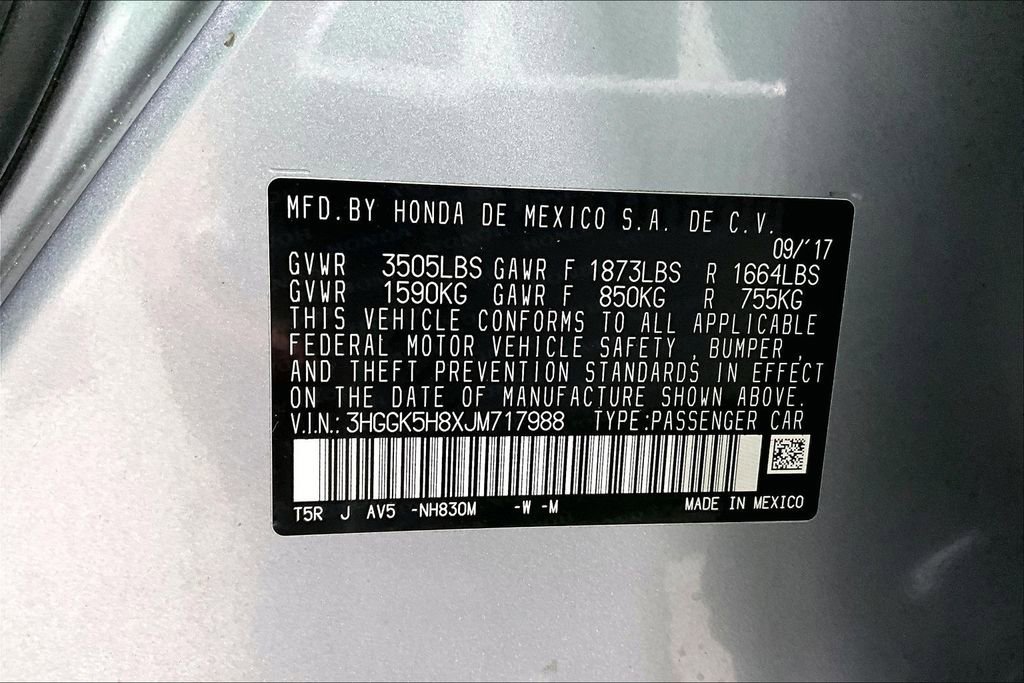 MFD.BY HONDA DE MEXICO S.A. DE C.V.
09/'17
GVWR 3505LBS GAWR F 1873LBS R 1664LBS
GVWR 1590KG GAWR F 850KG R 755KG
THIS VEHICLE CONFORMS TO ALL APPLICABLE
FEDERAL MOTOR VEHICLE SAFETY , BUMPER ,
AND THEFT PREVENTION STANDARDS IN EFFECT
ON THE DATE OF MANUFACTURE SHOWN ABOVE.
V.I.N.: 3HGGK5H8XJM717988 TYPE:PASSENGER CAR
T5R J AV5 -NH830M -W -M MADE IN MEXICO